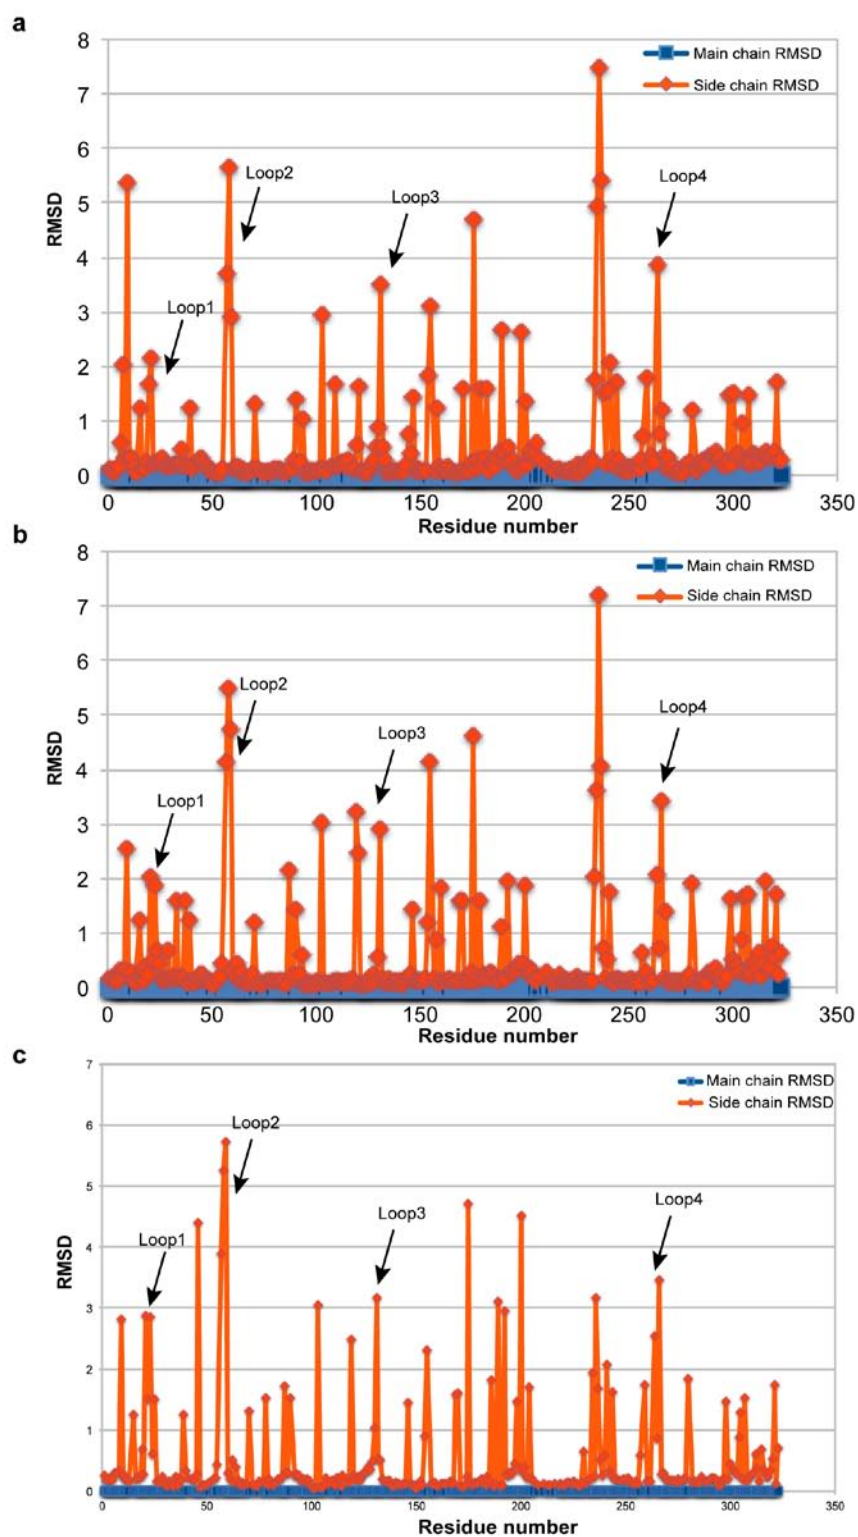 a
8
Main chain RMSD
7
Side chain RMSD
6
Loop2
Loop4
5
Loop3
RMSD
4
3
Loop1
2
1
0
0 50 100 150 200 250 300 350
Residue number
b
8
Main chain RMSD
7
Side chain RMSD
6
Loop2
5
Loop4
Loop3
RMSD
4
Loop1
3
2
1
0
0 50 100 150 200 250 300 350
Residue number
c
7
Main chain RMSD
Side chain RMSD
6
Loop2
5
Loop4
Loop3
Loop1
4
RMSD
3
2
1
0
0 50 100 150 200 250 300 350
Residue number